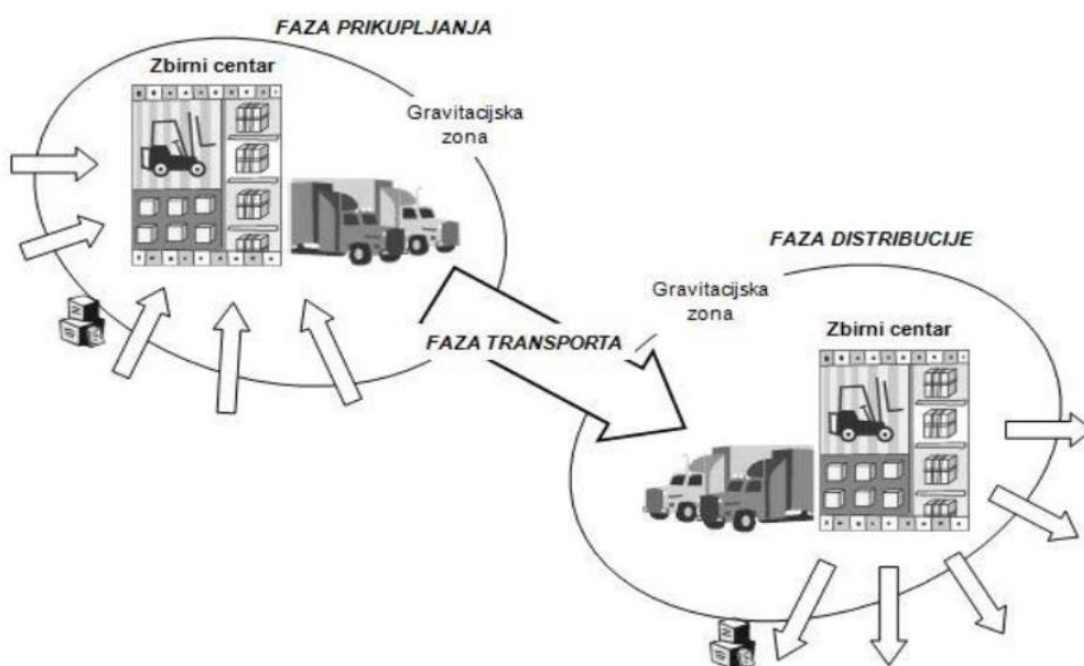 FAZA PRIKUPLJANJA
Zbirni centar
Gravitacijska
zona
FAZA DISTRIBUCIJE
Gravitacijska
zona
Zbirni centar
FAZA TRANSPORTA